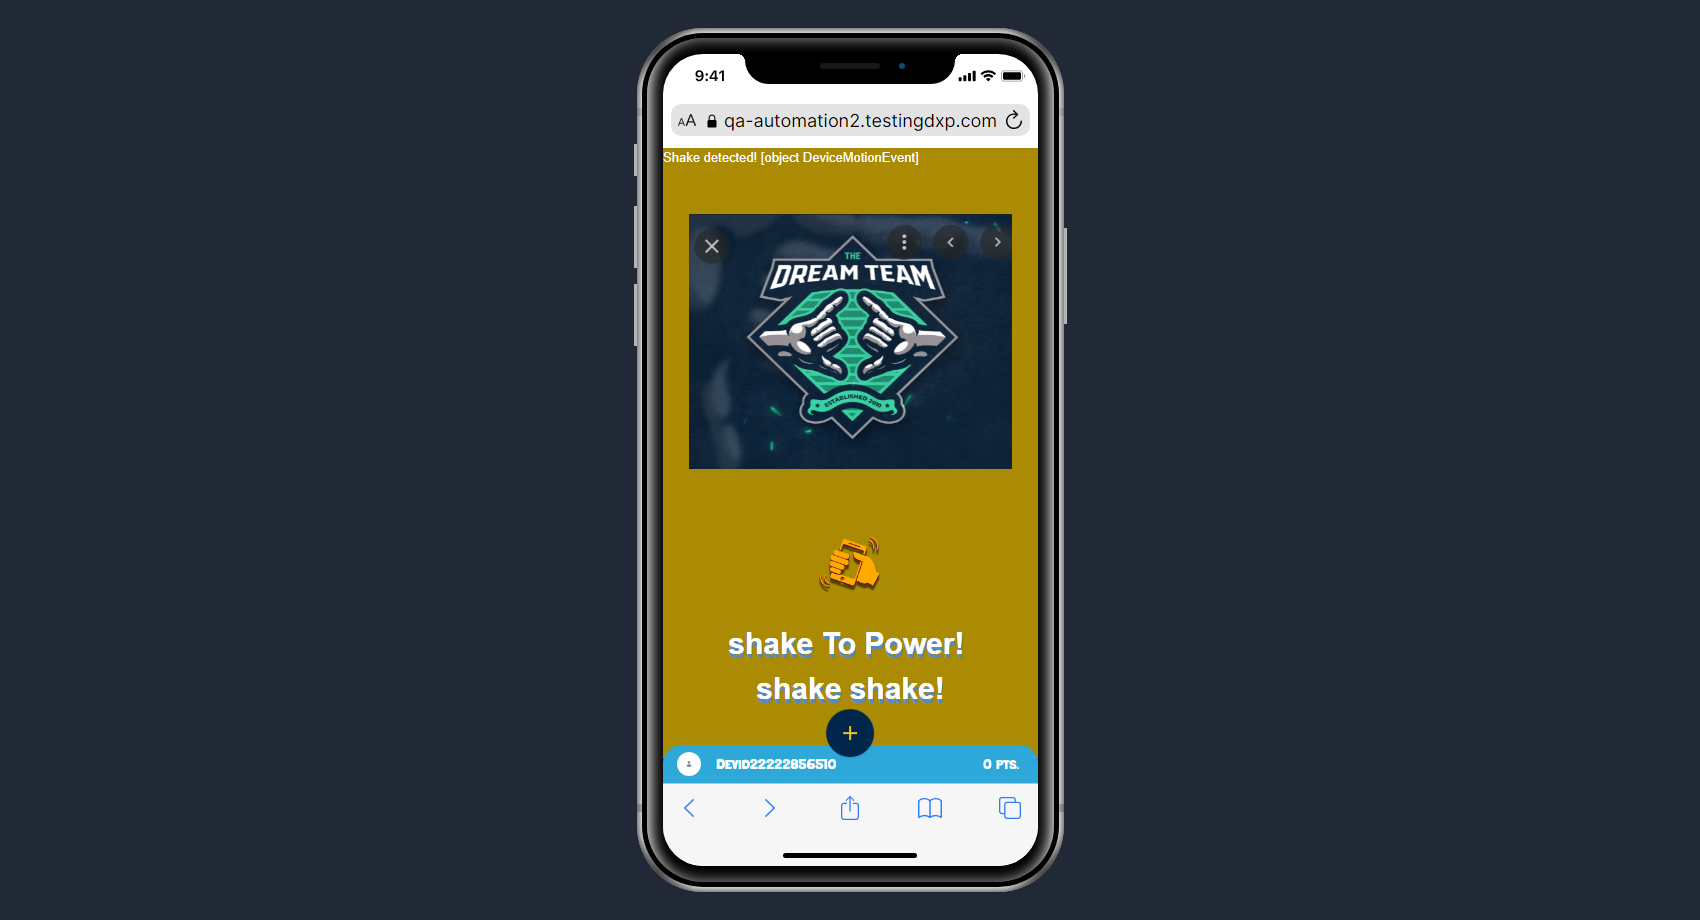 9:41
AA qa-automation2.testingdxp.com
Shake detected! [object DeviceMotionEvent]
THE
DREAM TEAM
ESTABLISHED 2010
shake To Power!
shake shake!
+
Devid22222856510 0 PTS.